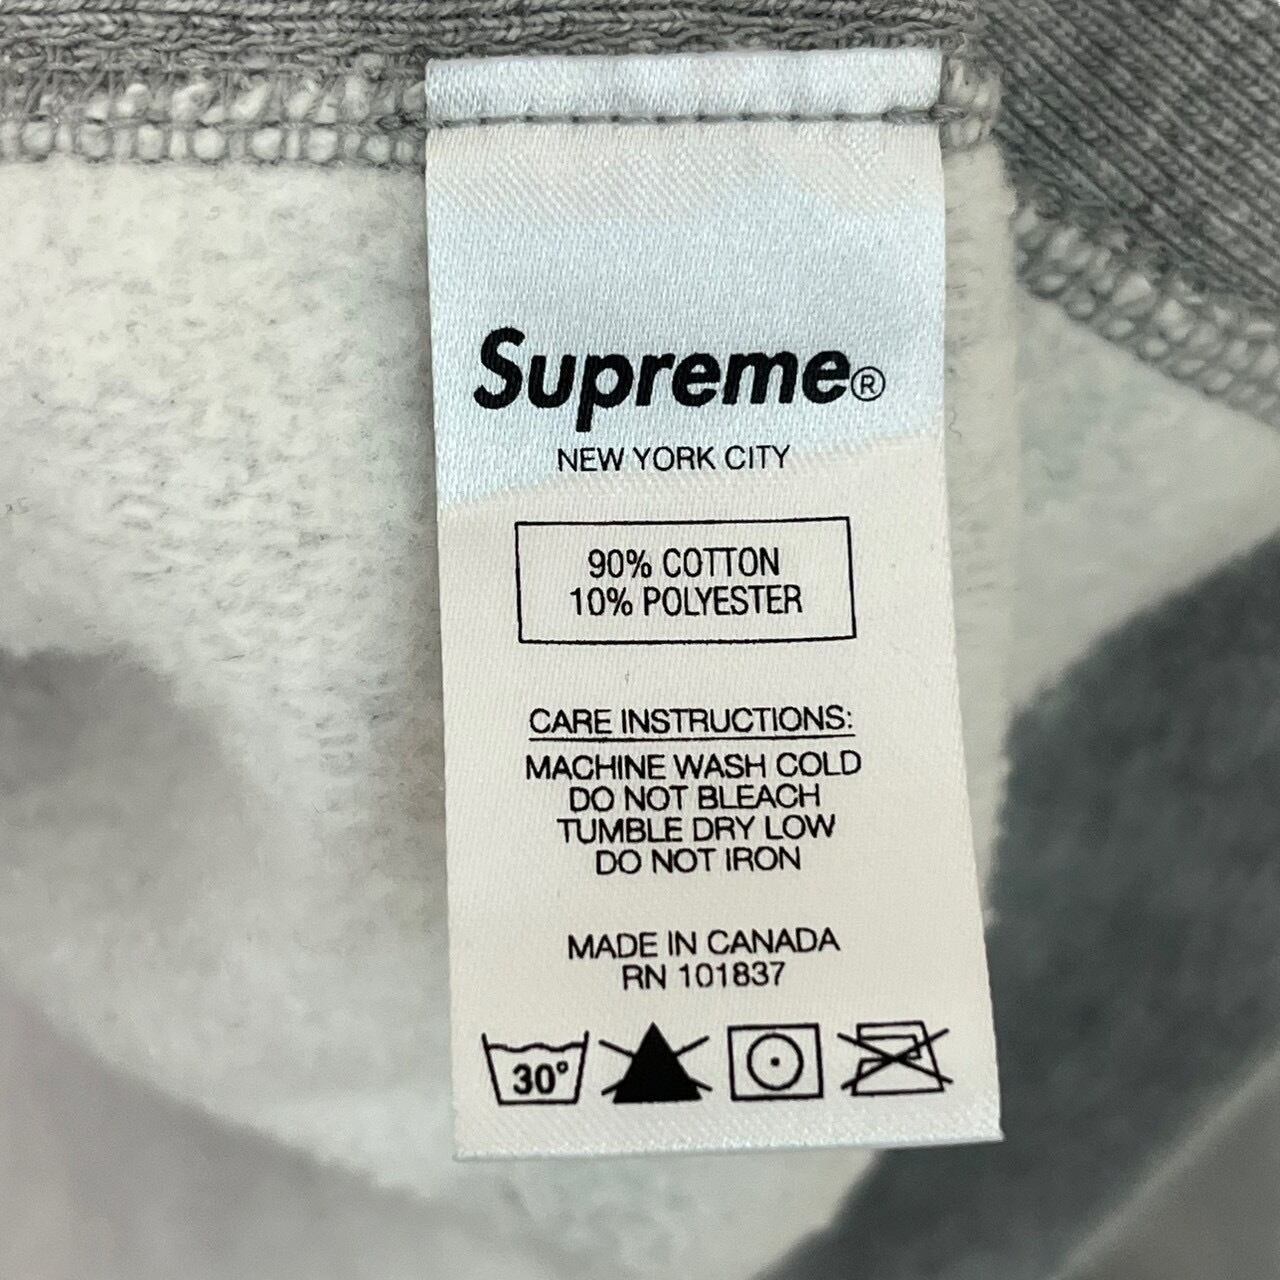 Supreme®
NEW YORK CITY
90% COTTON
10% POLYESTER
CARE INSTRUCTIONS:
MACHINE WASH COLD
DO NOT BLEACH
TUMBLE DRY LOW
DO NOT IRON
MADE IN CANADA
RN 101837
30°